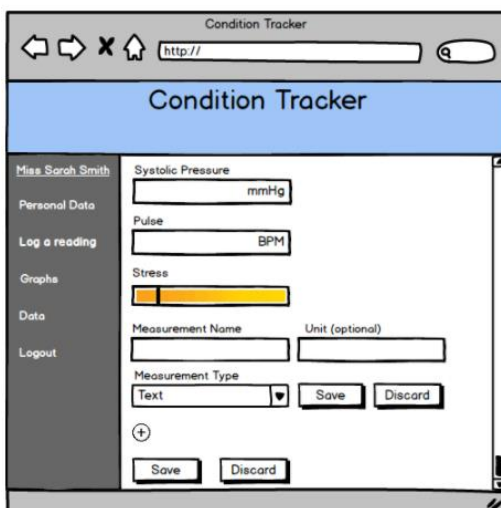 Condition Tracker
http://
Condition Tracker
Miss Sarah Smith
Personal Data
Log a reading
Graphs
Data
Logout
Systolic Pressure
mmHg
Pulse
BPM
Stress
Measurement Name Unit (optional)
Measurement Type
Text Save Discard
Save Discard